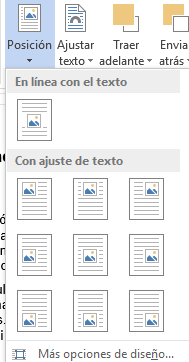 Posición Ajustar texto Traer adelante Enviar atrás
En línea con el texto
Con ajuste de texto
Más opciones de diseño...